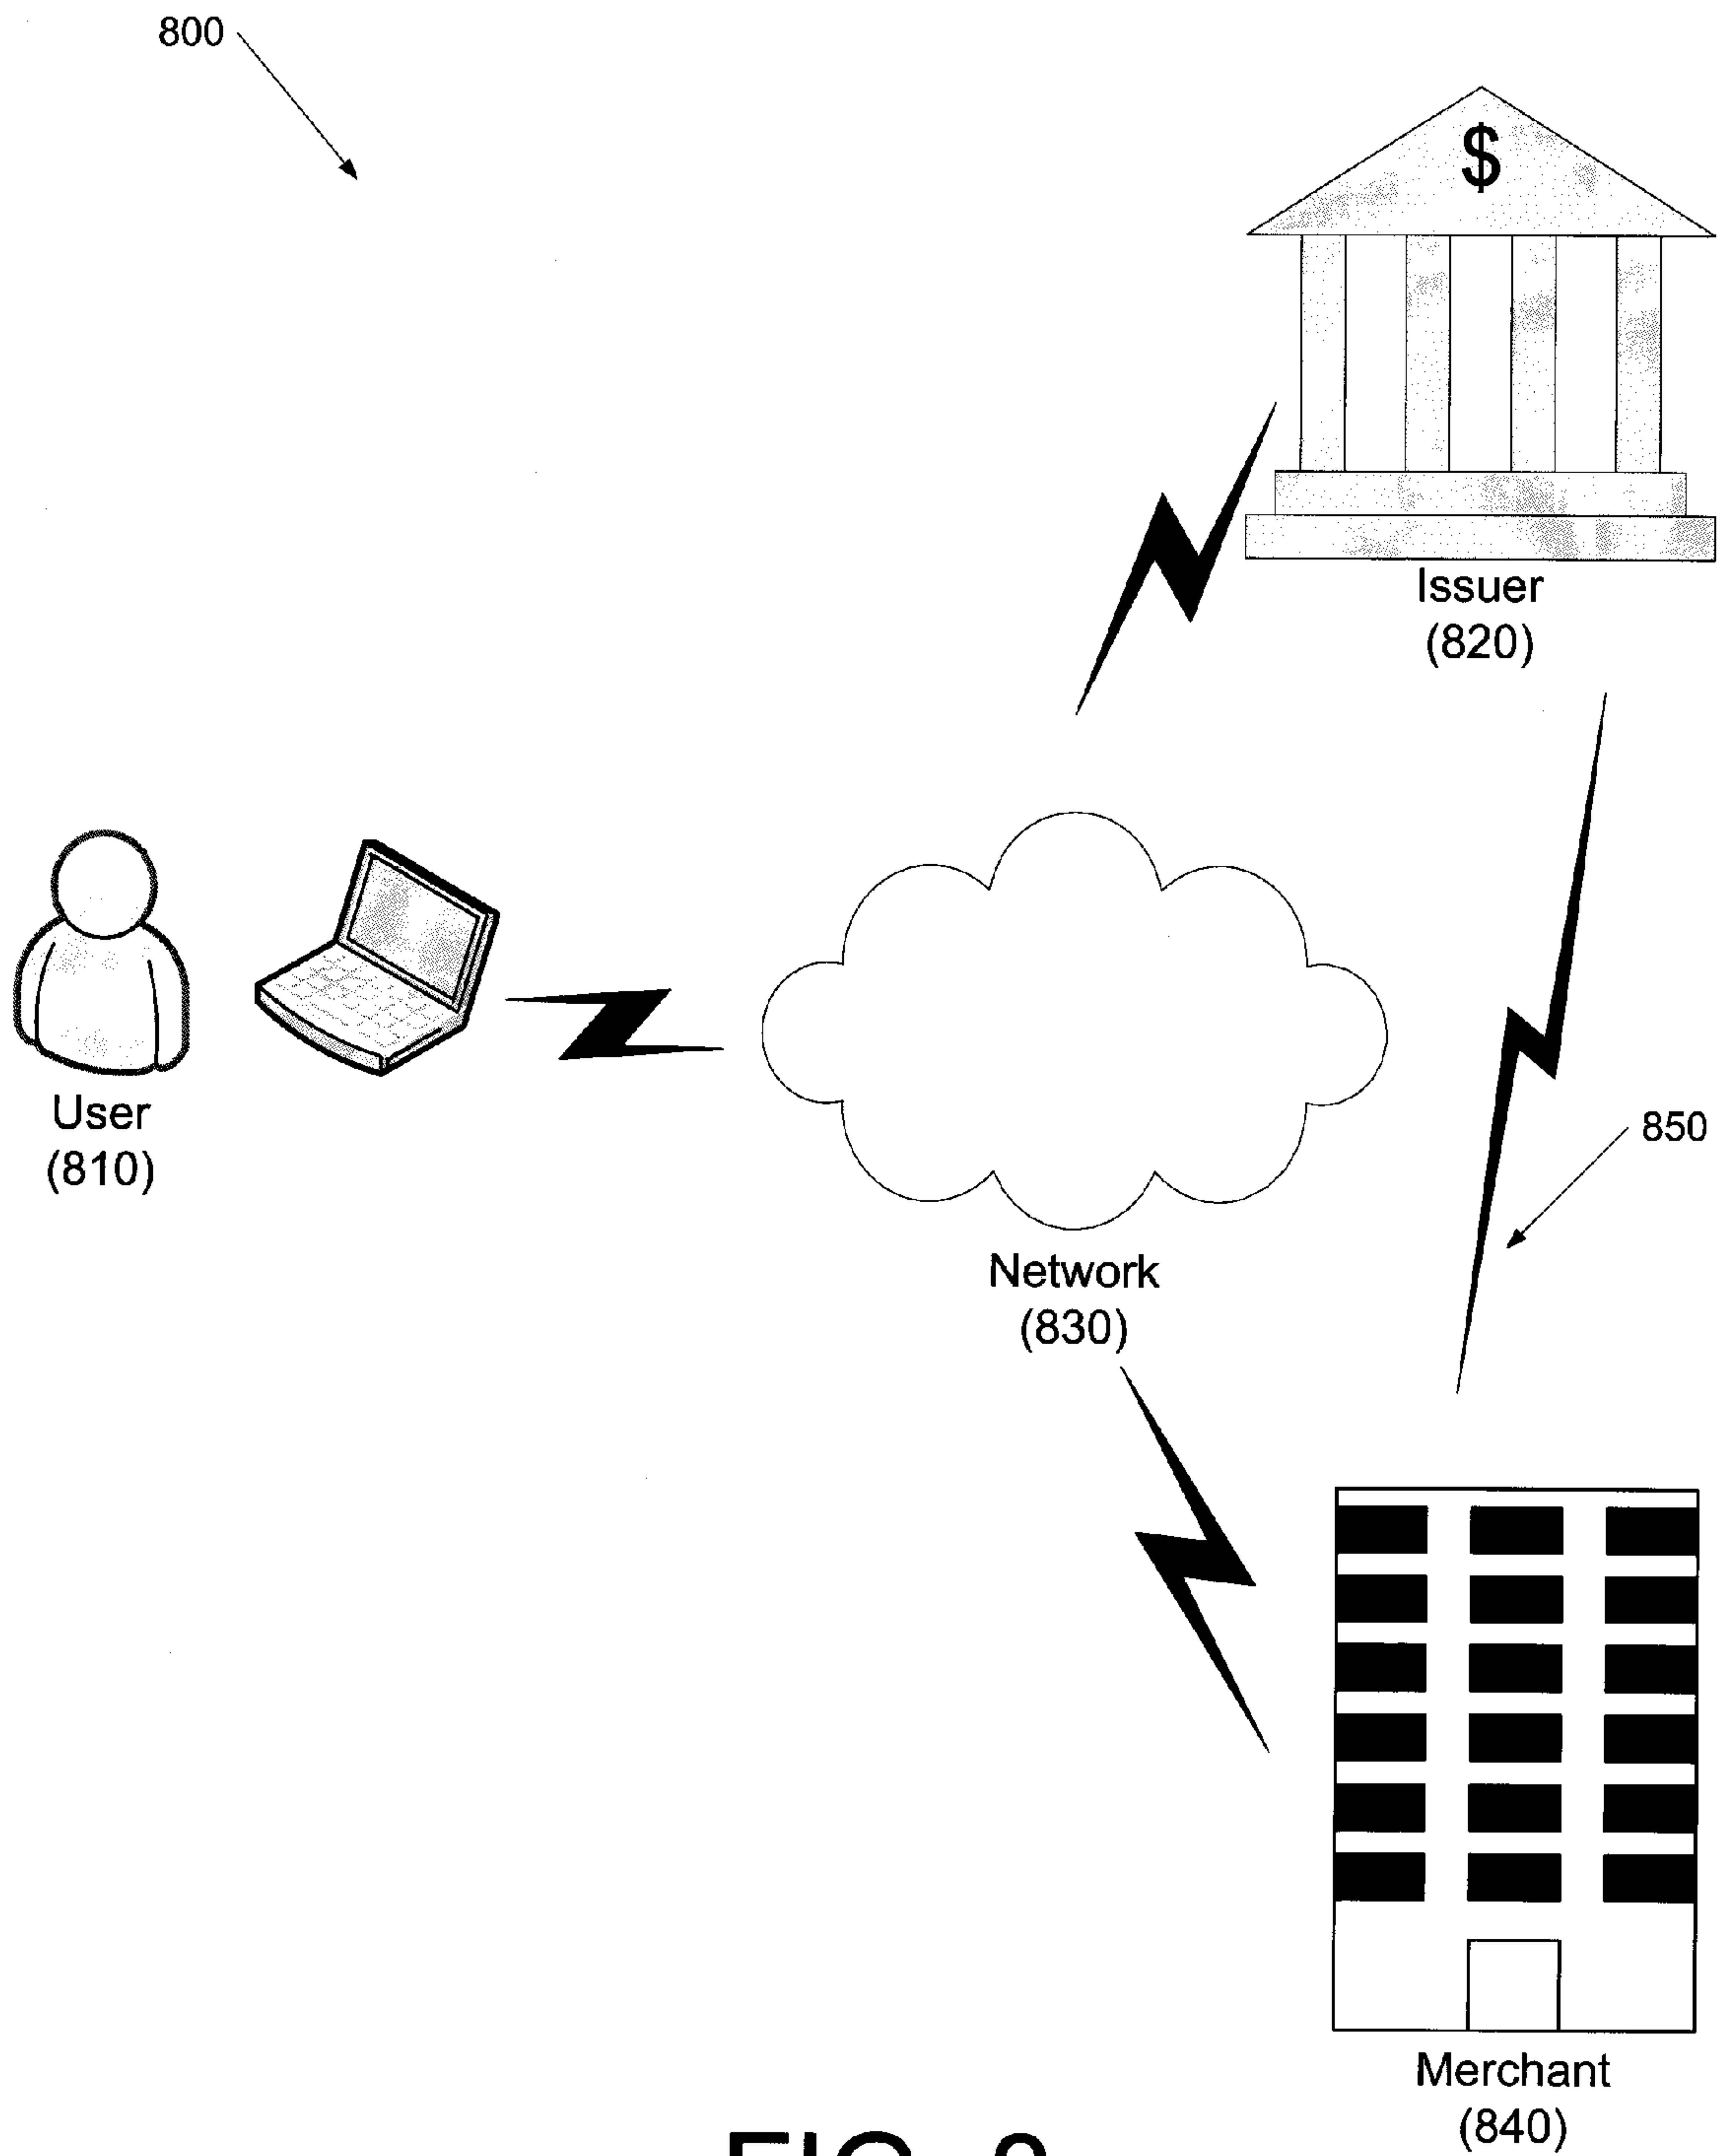 800
$
Issuer
(820)
User
(810)
850
Network
(830)
Merchant
(840)